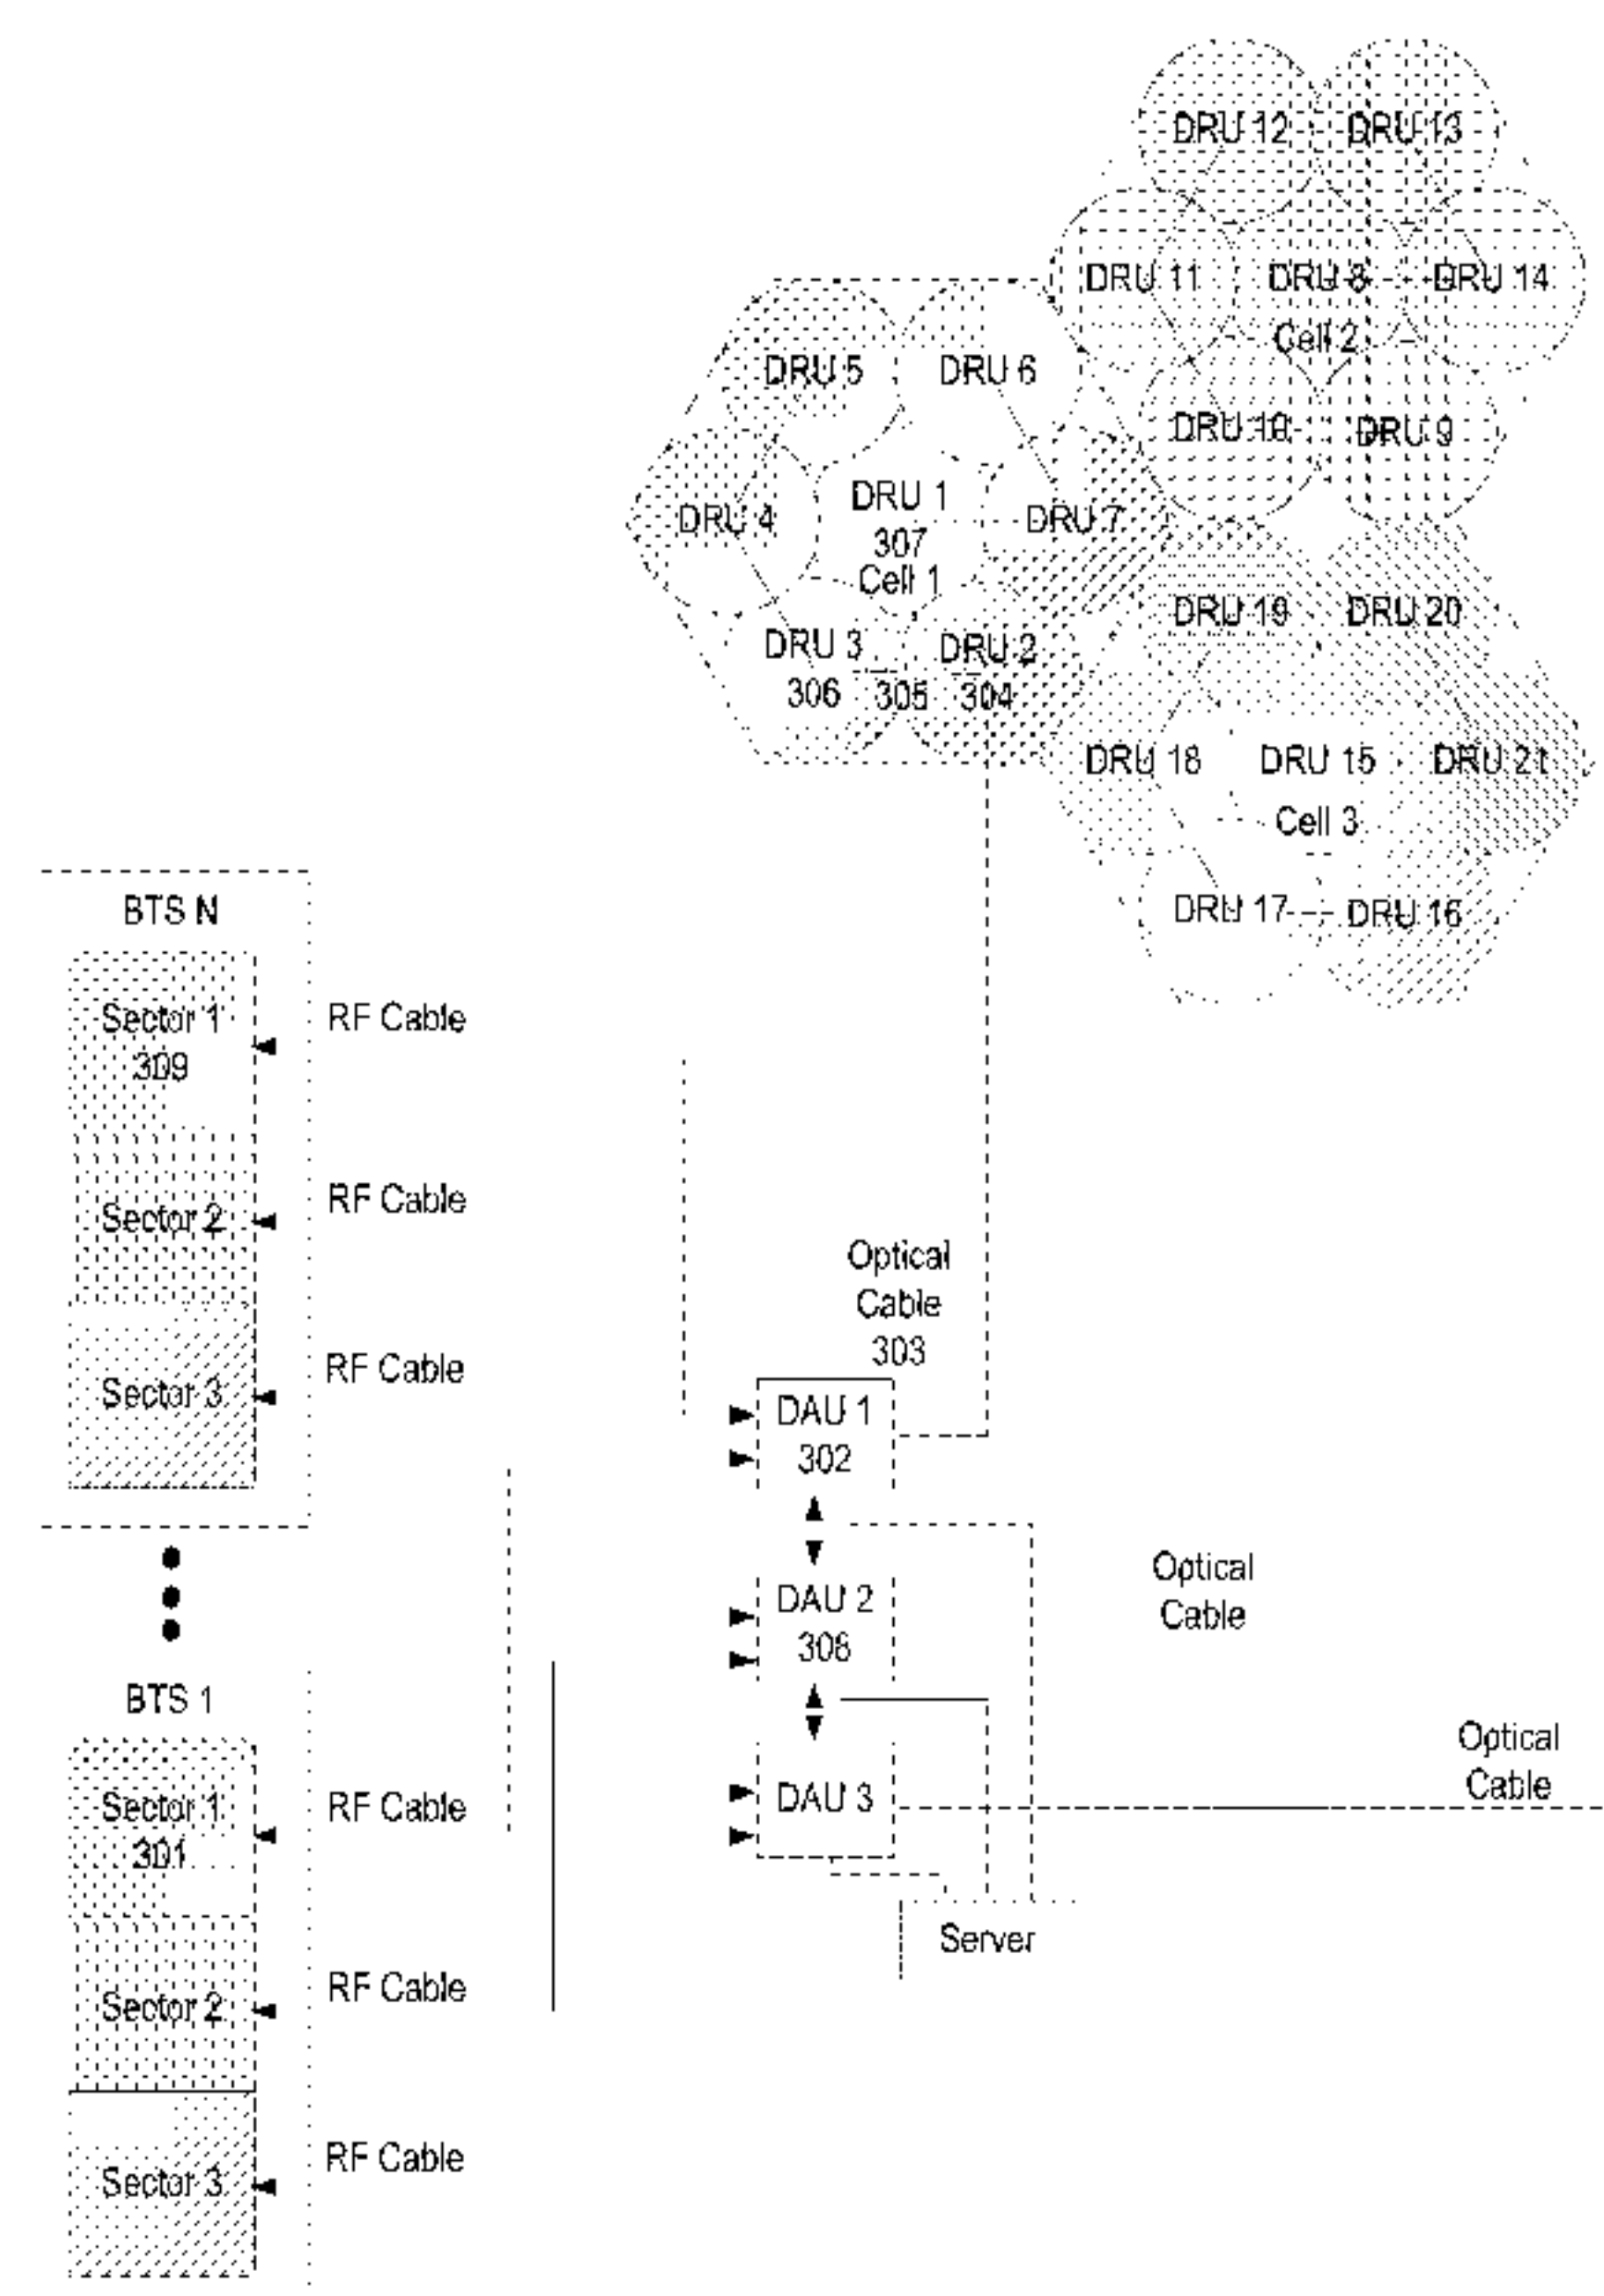 DRU 12
DRU 13
DRU 11
DRU 8
DRU 14
Cell 2
DRU 10
DRU 9
DRU 5
DRU 6
DRU 4
DRU 1
307
DRU 7
Cell 1
DRU 3
306
305
DRU 2
304
DRU 19
DRU 20
DRU 18
DRU 15
DRU 21
Cell 3
DRU 17
DRU 16
BTS N
Sector 1
309
RF Cable
Sector 2
RF Cable
Sector 3
RF Cable
Optical
Cable
303
DAU 1
302
DAU 2
308
DAU 3
Optical
Cable
Optical
Cable
Server
BTS 1
Sector 1
301
RF Cable
Sector 2
RF Cable
Sector 3
RF Cable